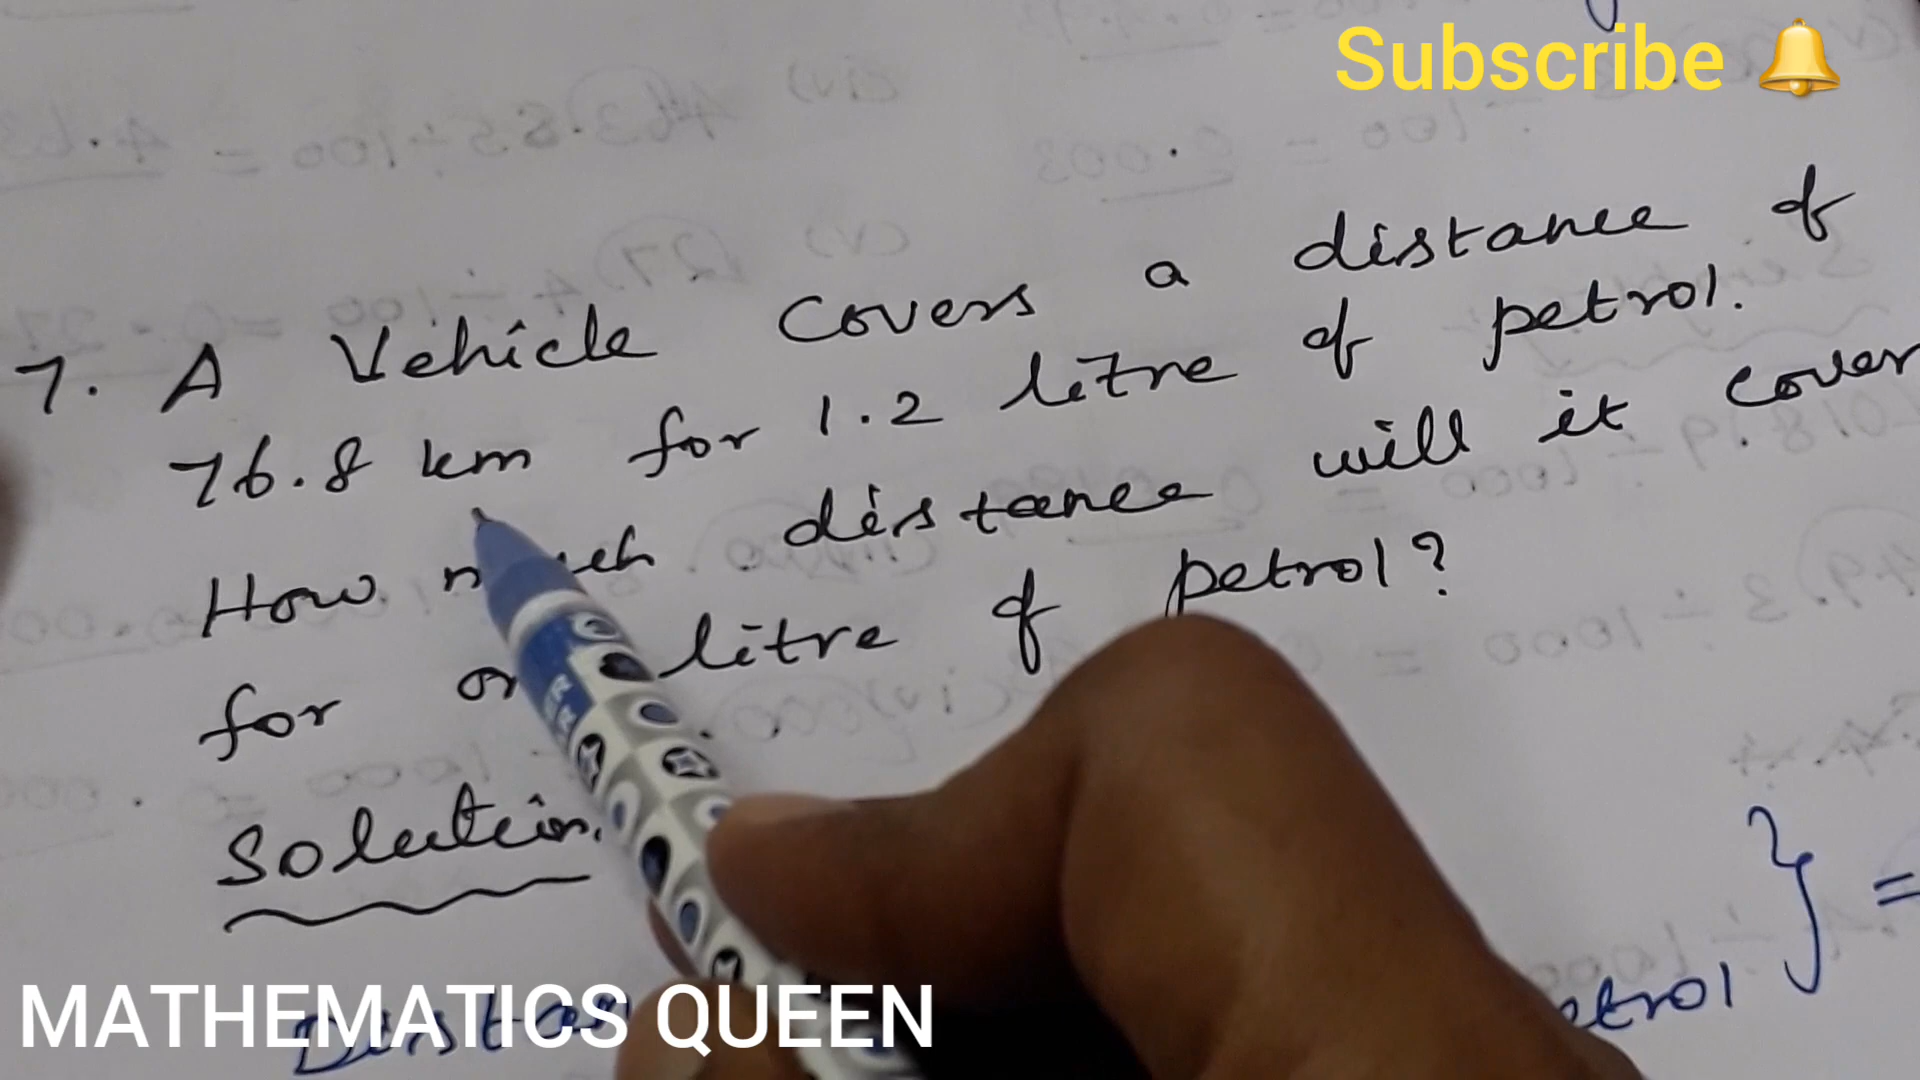 Subscribe 🔔
7. A Vehicle covers a distance of
76.8 km for 1.2 litre of petrol.
How much distance will it cover
for one litre of petrol?
Solution
petrol } =
MATHEMATICS QUEEN